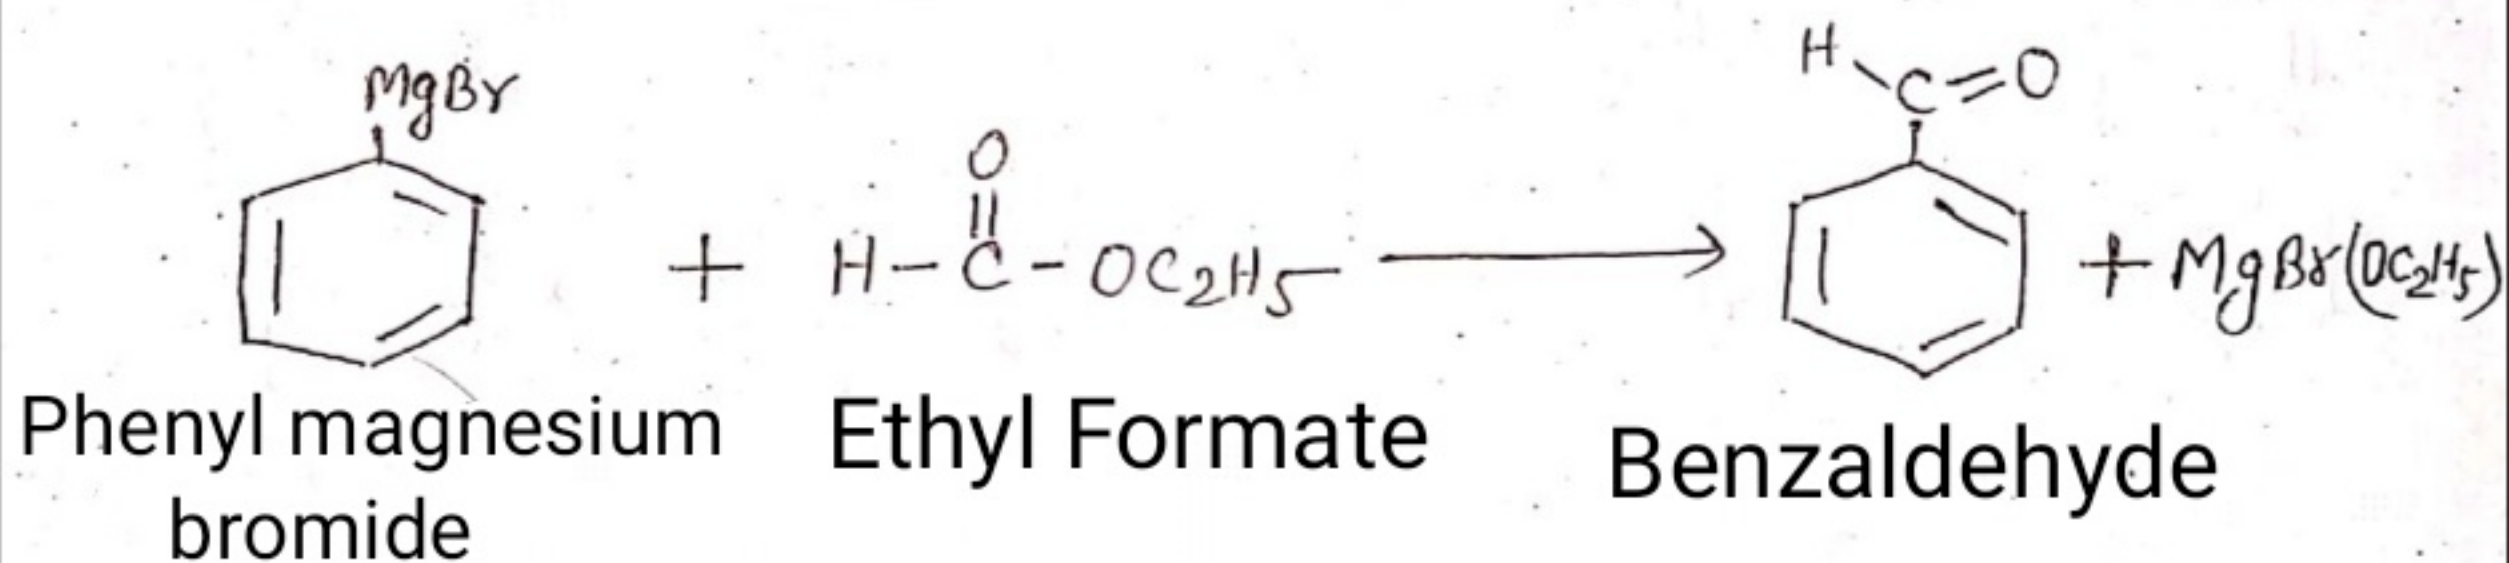 MgBr
H
C=O
O
||
+ H-C-OC2H5
+ MgBr(OC2H5)
Phenyl magnesium
bromide
Ethyl Formate
Benzaldehyde